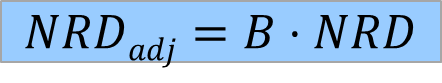 NRD_adj = B · NRD